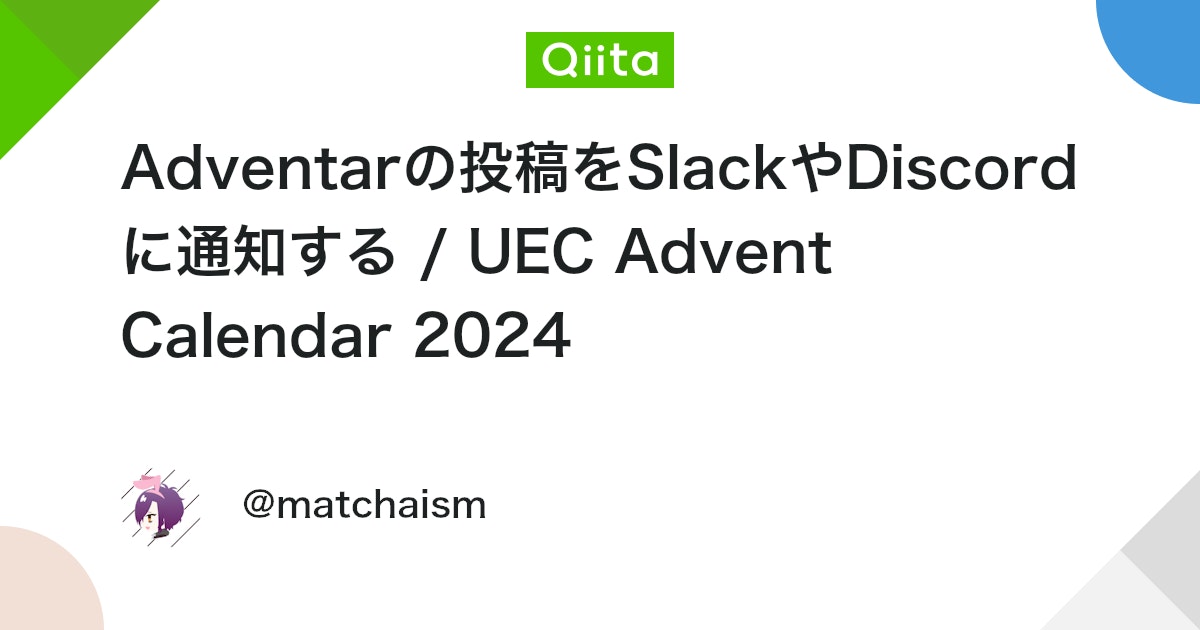 Qiita
Adventarの投稿をSlackやDiscord
に通知する / UEC Advent
Calendar 2024
@matchaism